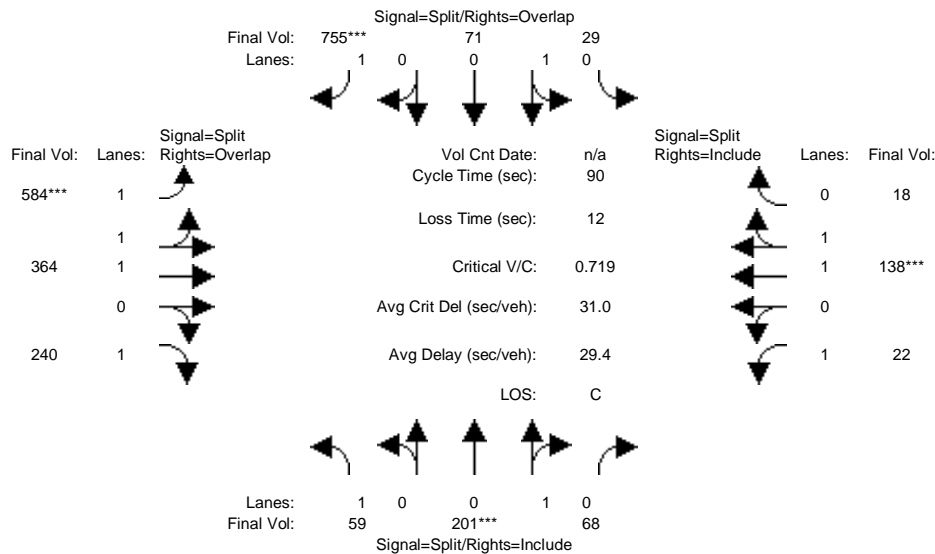 Signal=Split/Rights=Overlap
Final Vol: 755*** 71 29
Lanes: 1 0 0 1 0
Signal=Split
Rights=Overlap
Final Vol: Lanes:
584*** 1
1
364 1
0
240 1
Vol Cnt Date: n/a
Cycle Time (sec): 90
Loss Time (sec): 12
Critical V/C: 0.719
Avg Crit Del (sec/veh): 31.0
Avg Delay (sec/veh): 29.4
LOS: C
Signal=Split
Rights=Include
Lanes: Final Vol:
0 18
1
1 138***
0
1 22
Lanes: 1 0 0 1 0
Final Vol: 59 201*** 68
Signal=Split/Rights=Include